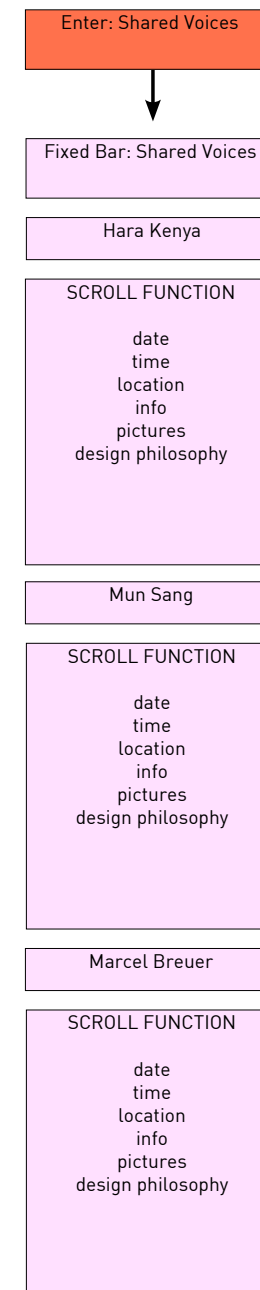 Enter: Shared Voices
Fixed Bar: Shared Voices
Hara Kenya
SCROLL FUNCTION
date
time
location
info
pictures
design philosophy
Mun Sang
SCROLL FUNCTION
date
time
location
info
pictures
design philosophy
Marcel Breuer
SCROLL FUNCTION
date
time
location
info
pictures
design philosophy